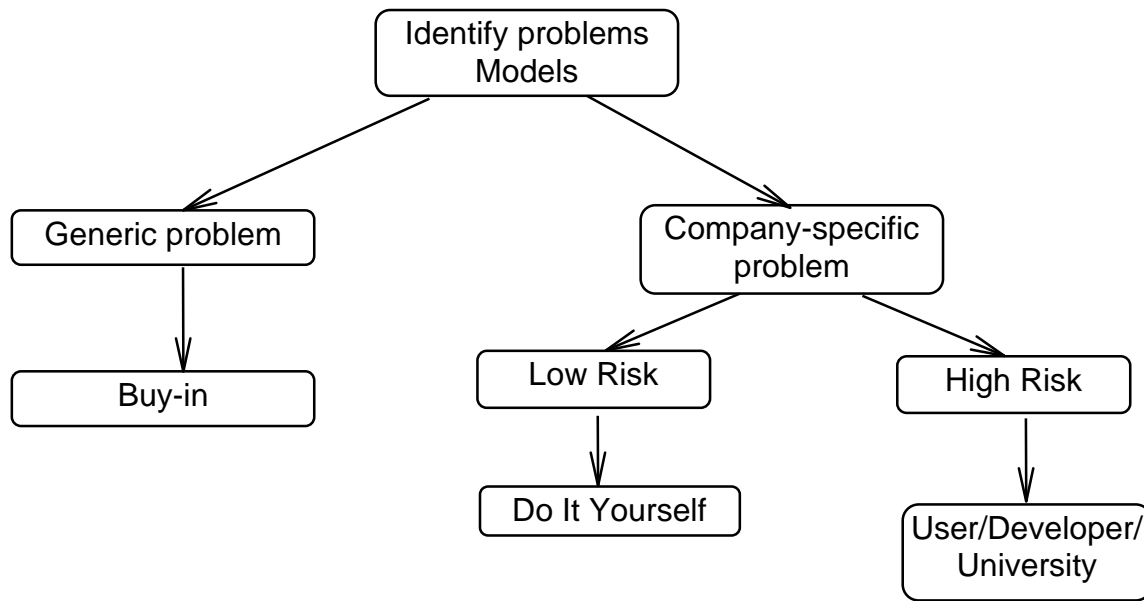 Identify problems
Models
Generic problem
Company-specific
problem
Buy-in
Low Risk
High Risk
Do It Yourself
User/Developer/
University